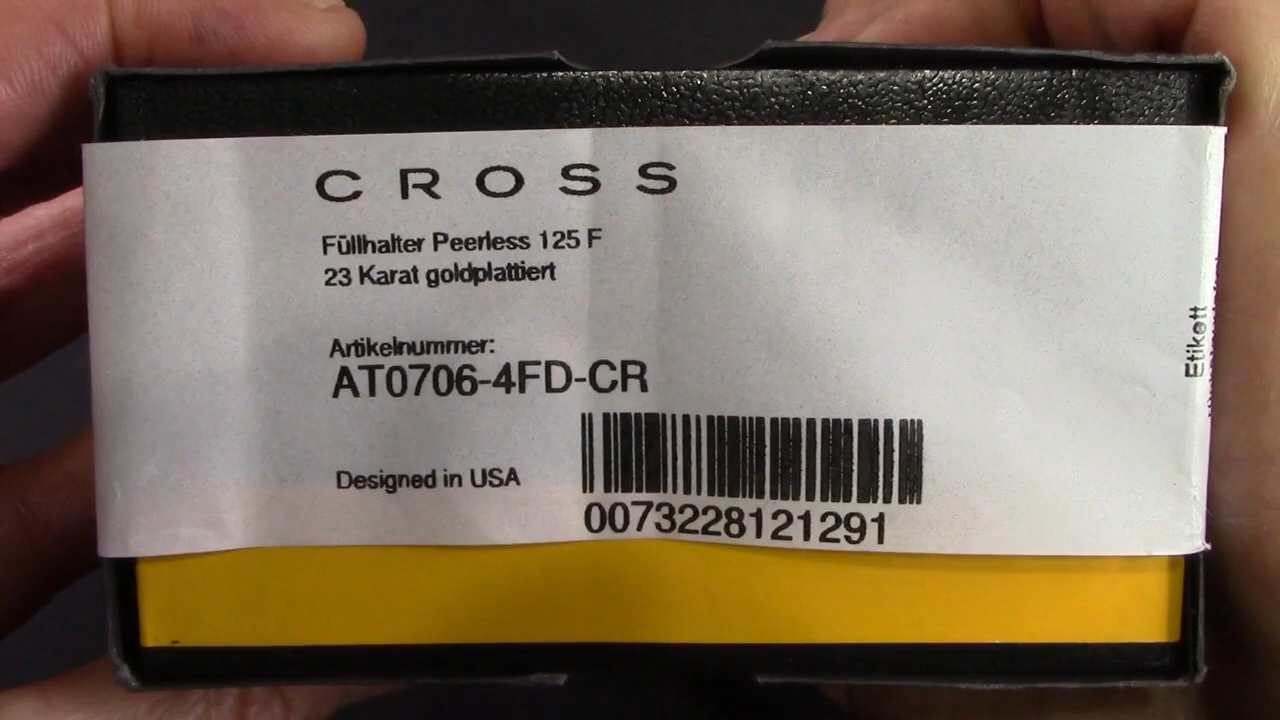 CROSS
Füllhalter Peerless 125 F
23 Karat goldplattiert
Artikelnummer:
AT0706-4FD-CR
Designed in USA
0073228121291
Etikett